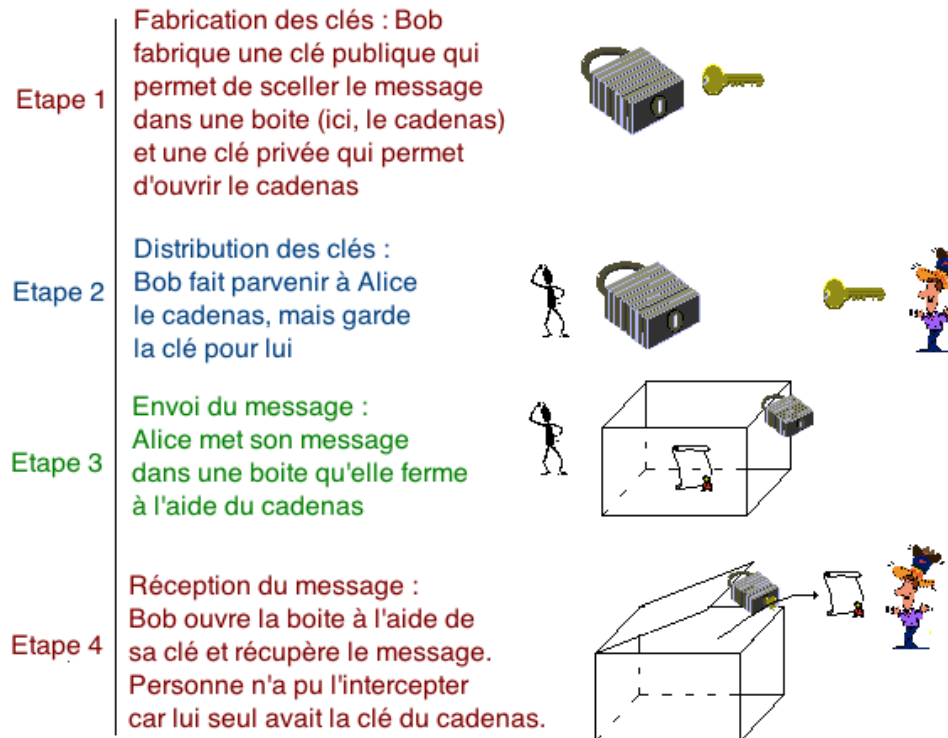 Fabrication des clés : Bob
fabrique une clé publique qui
permet de sceller le message
Etape 1
dans une boite (ici, le cadenas)
et une clé privée qui permet
d'ouvrir le cadenas
Distribution des clés :
Bob fait parvenir à Alice
Etape 2
le cadenas, mais garde
la clé pour lui
Envoi du message :
Alice met son message
Etape 3
dans une boite qu'elle ferme
à l'aide du cadenas
Réception du message :
Bob ouvre la boite à l'aide de
Etape 4
sa clé et récupère le message.
Personne n'a pu l'intercepter
car lui seul avait la clé du cadenas.